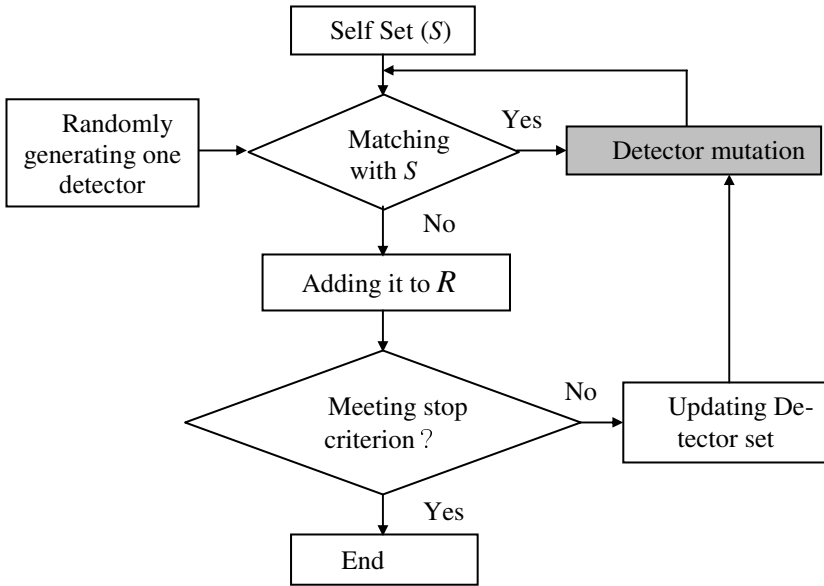 Self Set (S)
Randomly
generating one
detector
Matching
with S
Yes
Detector mutation
No
Adding it to R
Meeting stop
criterion？
No
Updating De-
tector set
Yes
End